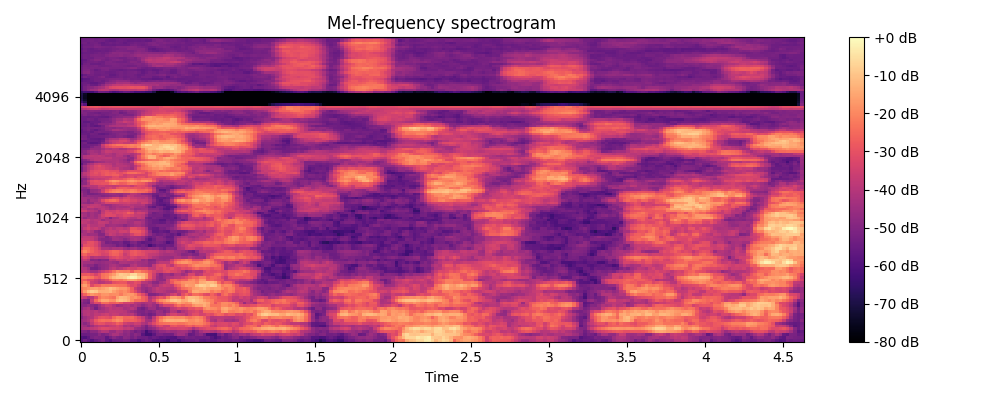 Mel-frequency spectrogram
+0 dB
-10 dB
-20 dB
-30 dB
-40 dB
-50 dB
-60 dB
-70 dB
-80 dB
Hz
4096
2048
1024
512
0
0 0.5 1 1.5 2 2.5 3 3.5 4 4.5
Time